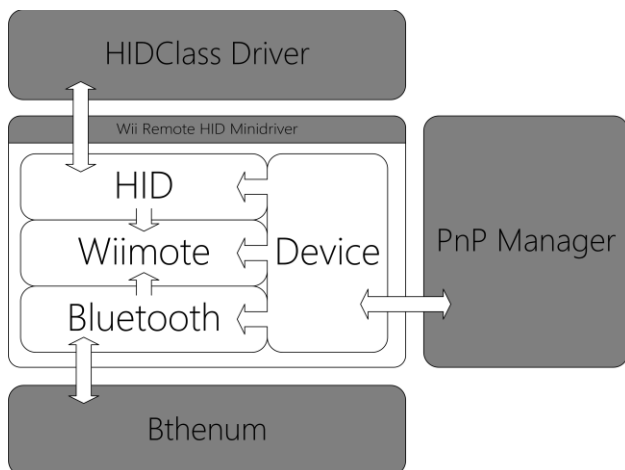 HIDClass Driver
Wii Remote HID Minidriver
HID
Wiimote
Device
Bluetooth
PnP Manager
Bthenum